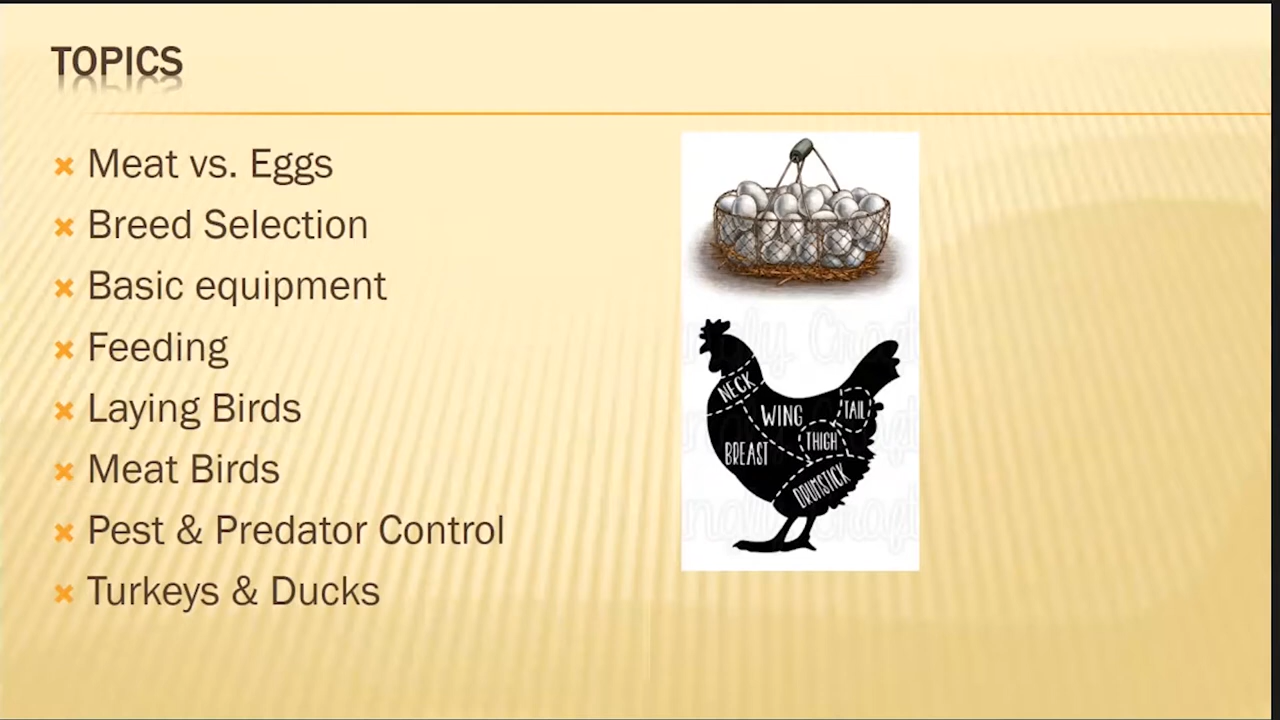 TOPICS
Meat vs. Eggs
Breed Selection
Basic equipment
Feeding
Laying Birds
Meat Birds
Pest & Predator Control
Turkeys & Ducks
NECK
WING
TAIL
THIGH
BREAST
DRUMSTICK